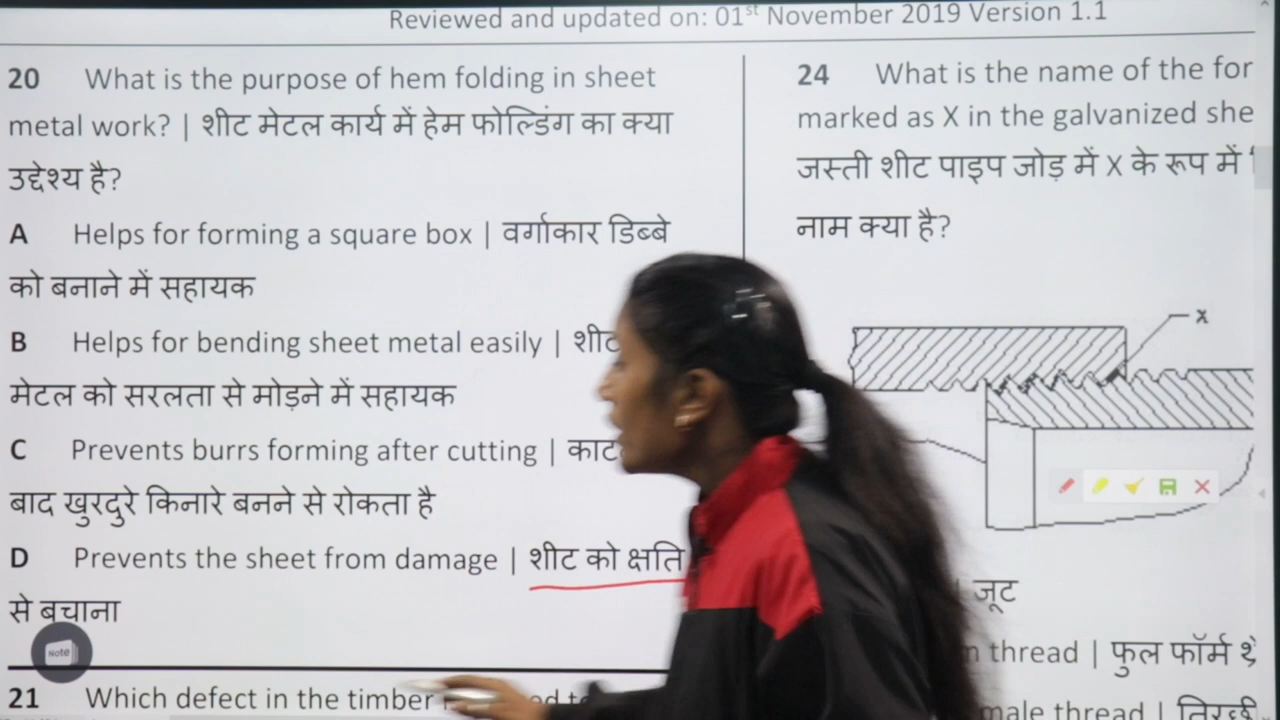 Reviewed and updated on: 01st November 2019 Version 1.1
20 What is the purpose of hem folding in sheet
metal work? | शीट मेटल कार्य में हेम फोल्डिंग का क्या
उद्देश्य है?
A Helps for forming a square box | वर्गाकार डिब्बे
को बनाने में सहायक
B Helps for bending sheet metal easily |
मेटल को सरलता से मोड़ने में सहायक
C Prevents burrs forming after cutting | काट
बाद खुरदुरे किनारे बनने से रोकता है
D Prevents the sheet from damage | शीट को क्षति
से बचाना
Note
21 Which defect in the timber
24 What is the name of the for
marked as X in the galvanized she
जस्ती शीट पाइप जोड़ में X के रूप में
नाम क्या है?
X
जूट
thread | फुल फॉर्म
male thread |